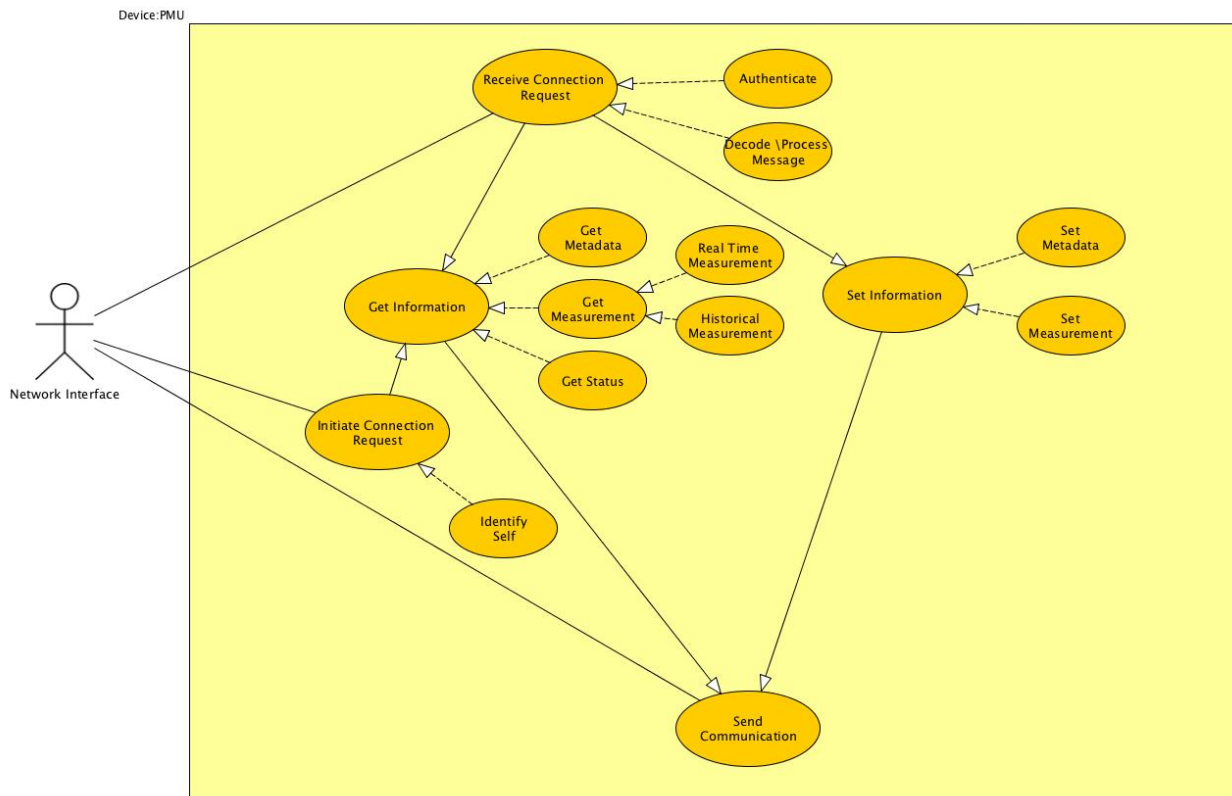 Device:PMU
Receive Connection
Request
Authenticate
Decode \Process
Message
Get
Metadata
Real Time
Measurement
Set
Metadata
Get Information
Get
Measurement
Historical
Measurement
Set Information
Set
Measurement
Get Status
Network Interface
Initiate Connection
Request
Identify
Self
Send
Communication